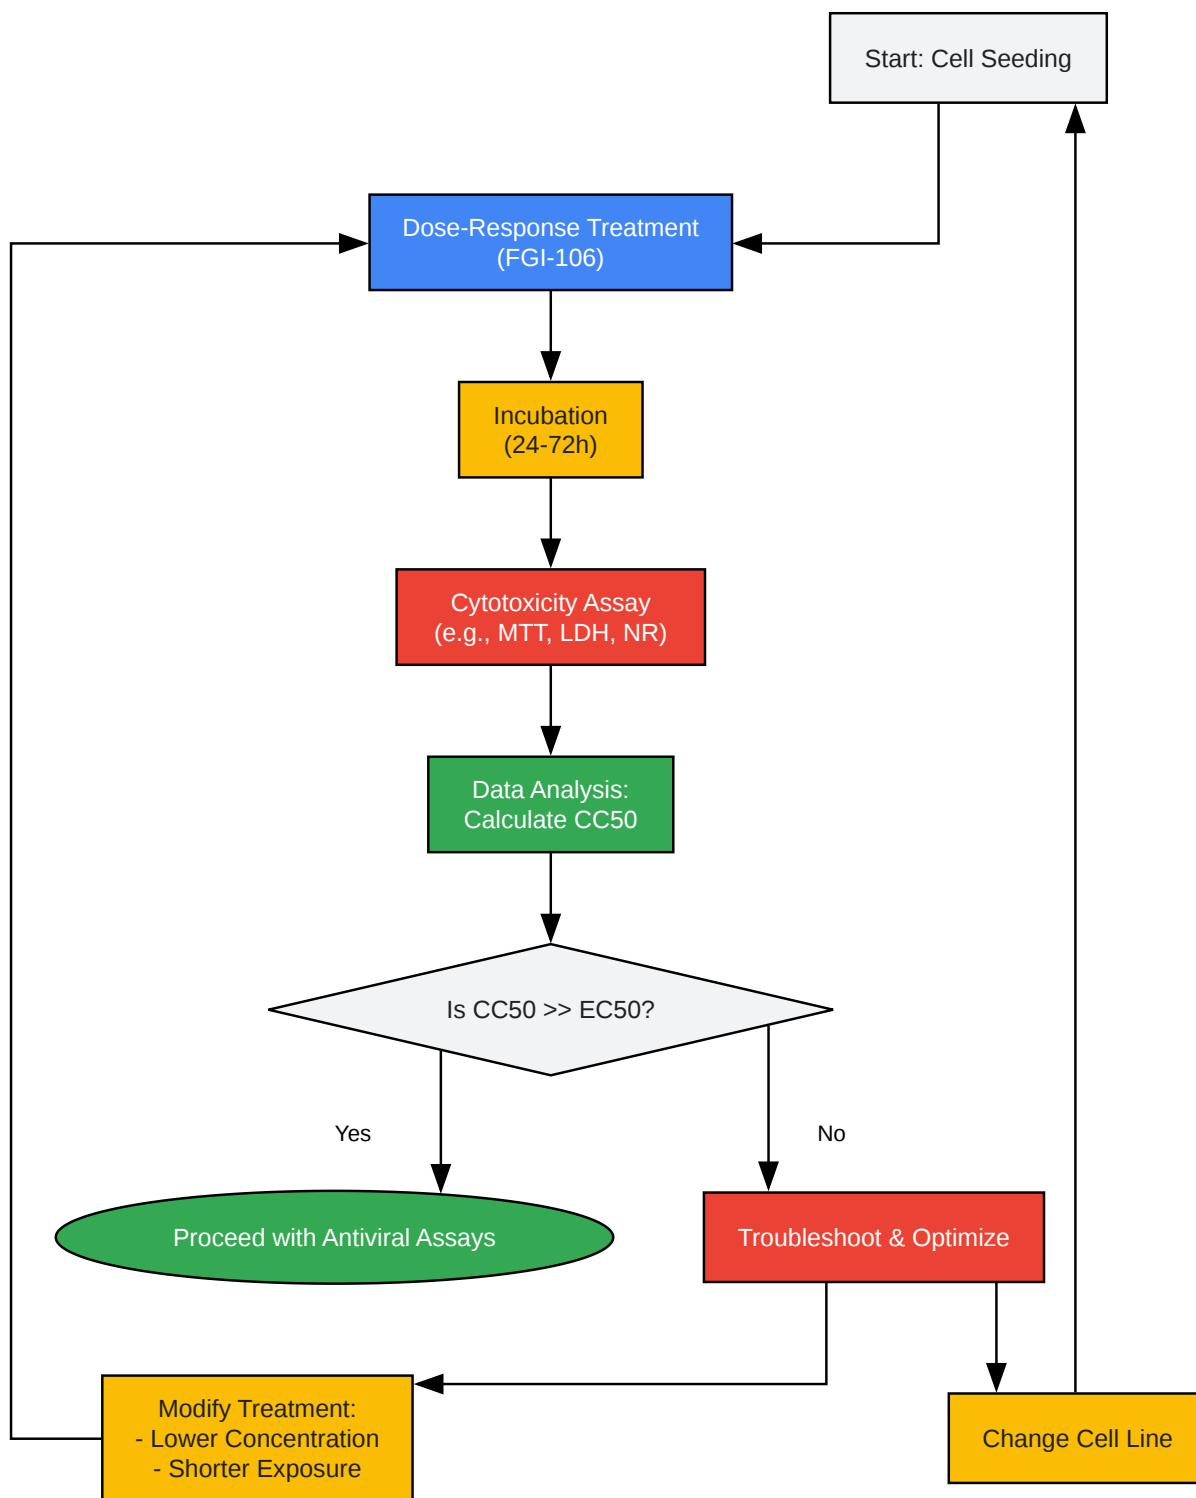 Start: Cell Seeding
Dose-Response Treatment
(FGI-106)
Incubation
(24-72h)
Cytotoxicity Assay
(e.g., MTT, LDH, NR)
Data Analysis:
Calculate CC50
Is CC50 >> EC50?
Yes
No
Proceed with Antiviral Assays
Troubleshoot & Optimize
Modify Treatment:
- Lower Concentration
- Shorter Exposure
Change Cell Line